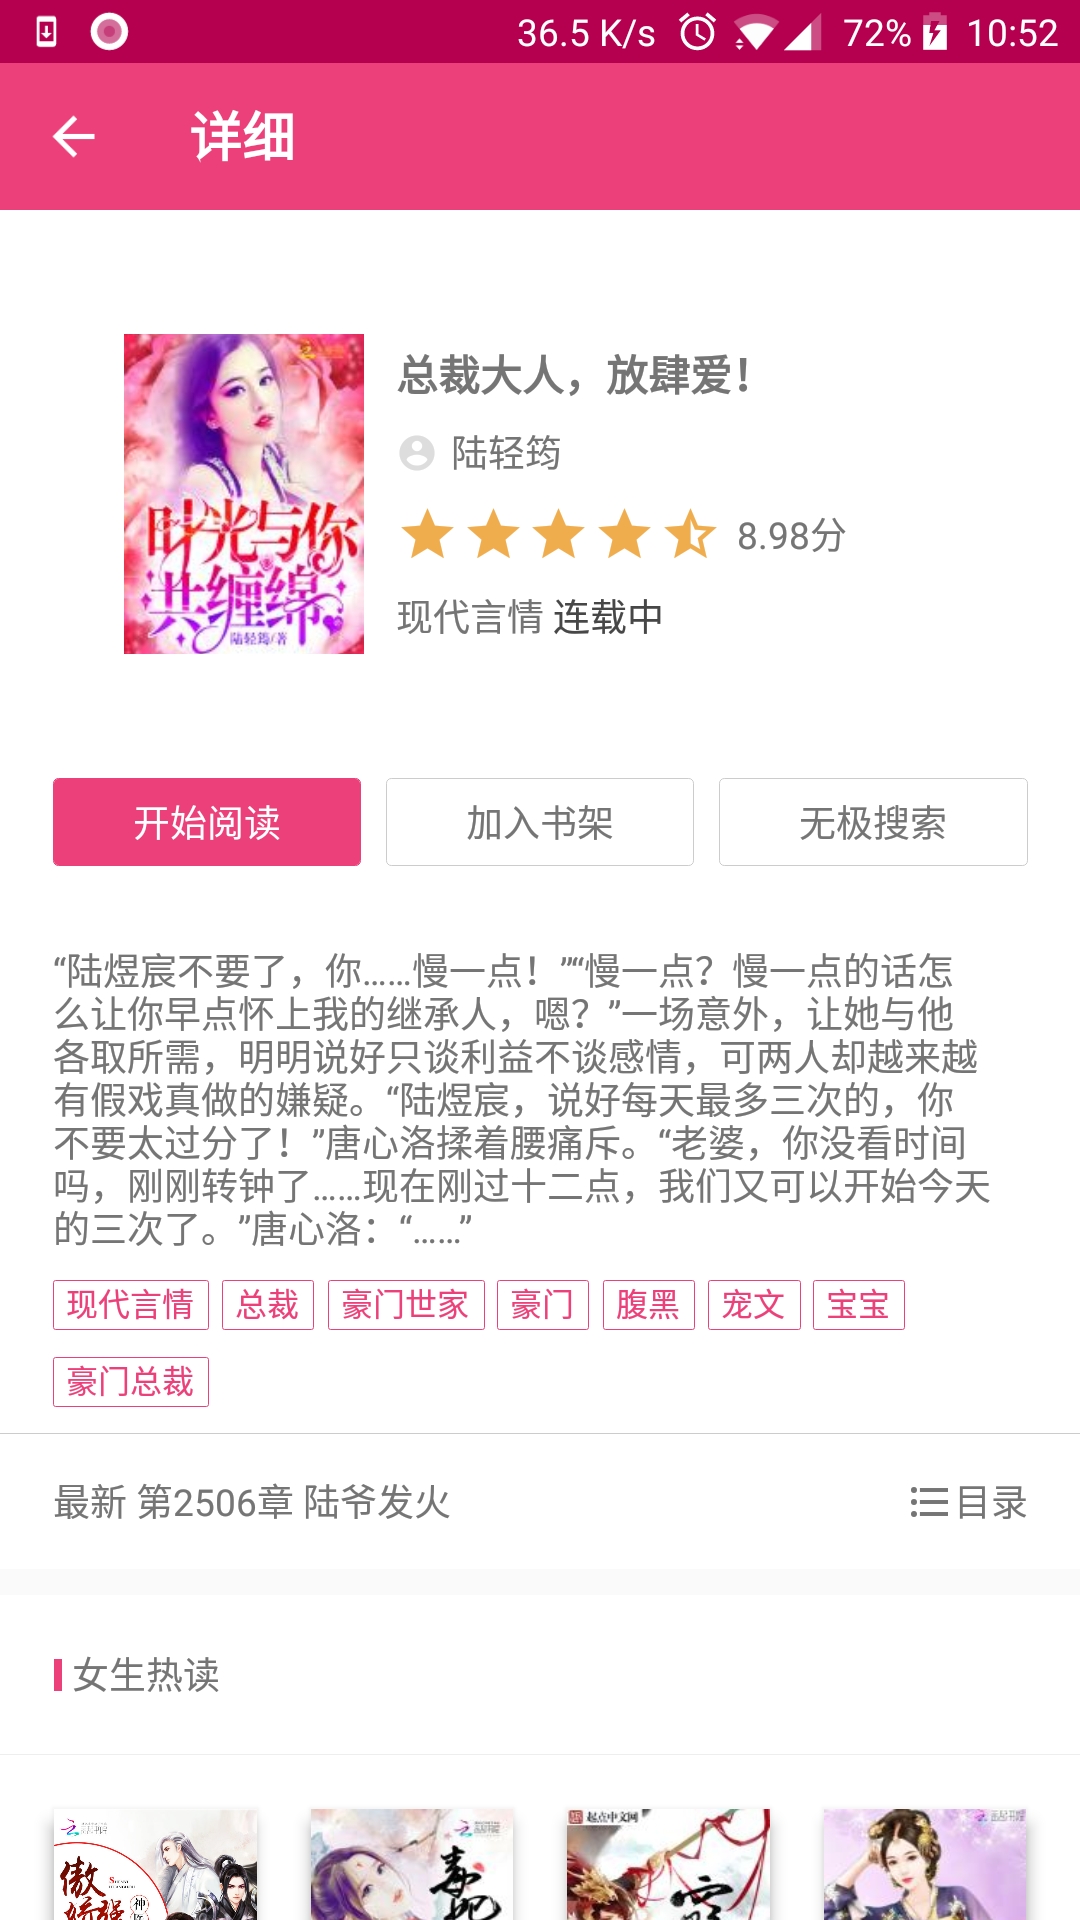 36.5 K/s 72% 10:52
详细
总裁大人，放肆爱！
陆轻筠
8.98分
现代言情 连载中
时光与你
共缠绵
陆轻筠/著
开始阅读 加入书架 无极搜索
“陆煜宸不要了，你……慢一点！”“慢一点？慢一点的话怎
么让你早点怀上我的继承人，嗯？”一场意外，让她与他
各取所需，明明说好只谈利益不谈感情，可两人却越来越
有假戏真做的嫌疑。“陆煜宸，说好每天最多三次的，你
不要太过分了！”唐心洛揉着腰痛斥。“老婆，你没看时间
吗，刚刚转钟了……现在刚过十二点，我们又可以开始今天
的三次了。”唐心洛：“……”
现代言情 总裁 豪门世家 豪门 腹黑 宠文 宝宝
豪门总裁
最新 第2506章 陆爷发火 目录
女生热读
起点中文网
傲
毒妃
神